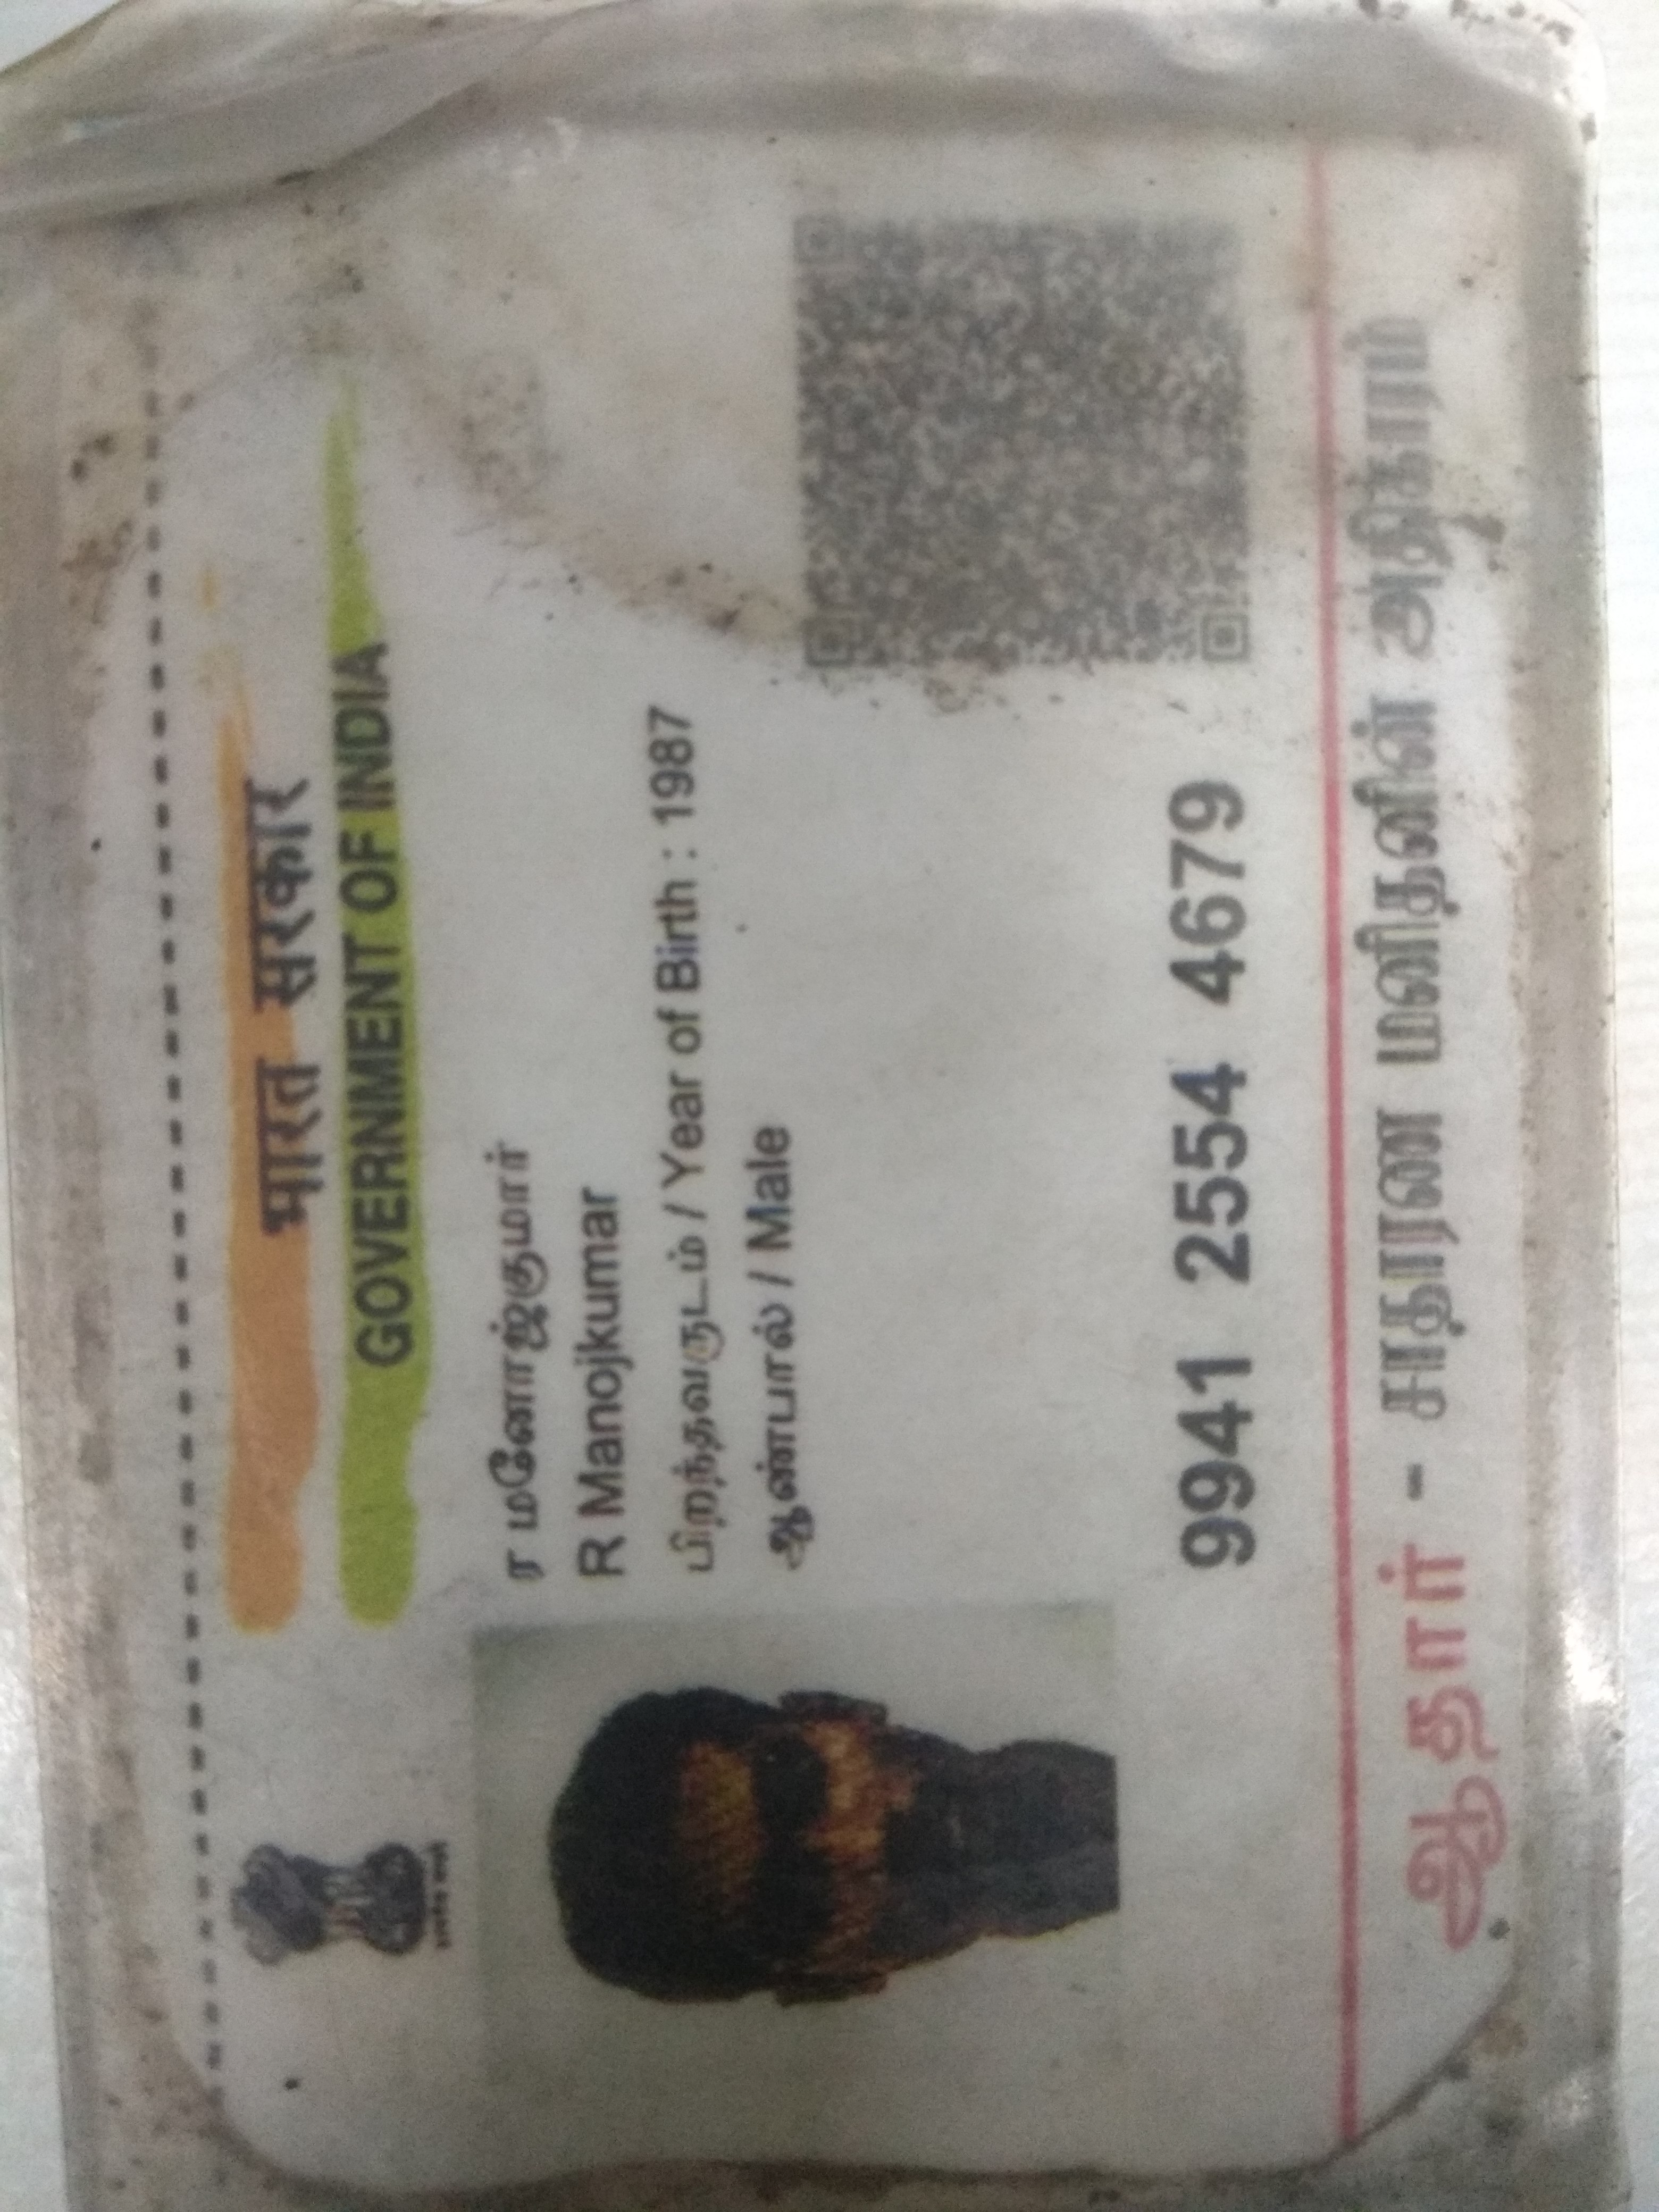 भारत सरकार
GOVERNMENT OF INDIA
ர மனோஜ்குமார்
R Manojkumar
பிறந்தவருடம் / Year of Birth : 1987
ஆண்பால் / Male
9941 2554 4679
ஆதார் - சாதாரண மனிதனின் அதிகாரம்